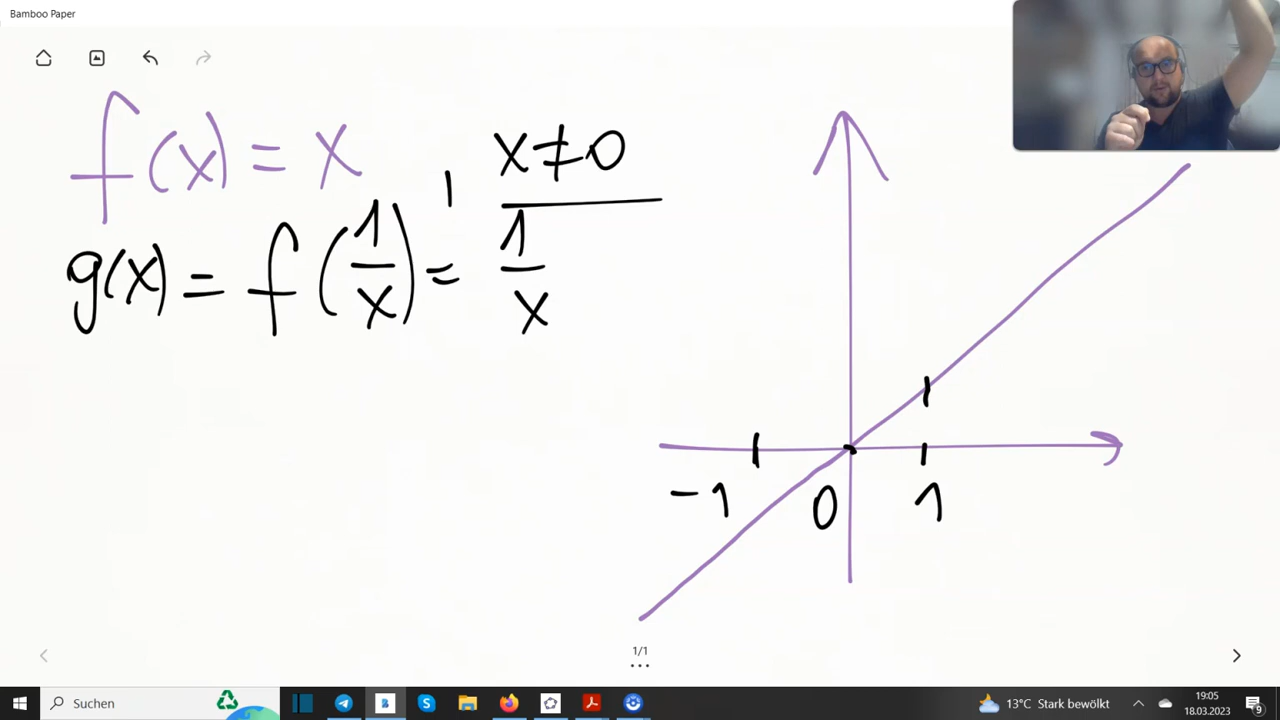 Bamboo Paper
f(x) = x , x ≠ 0
g(x) = f(1/x) = 1/x
-1 0 1
1/1
Suchen
13°C Stark bewölkt
19:05
18.03.2023
9